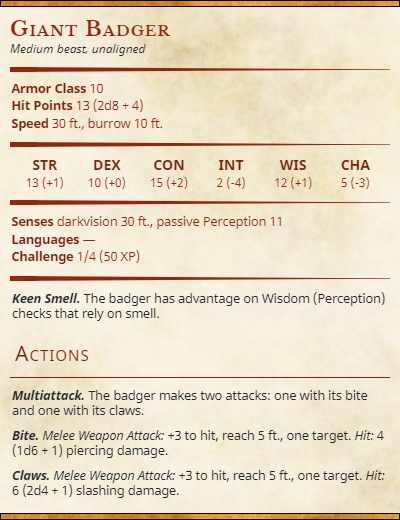 Giant Badger
Medium beast, unaligned
Armor Class 10
Hit Points 13 (2d8 + 4)
Speed 30 ft., burrow 10 ft.
STR DEX CON INT WIS CHA
13 (+1) 10 (+0) 15 (+2) 2 (-4) 12 (+1) 5 (-3)
Senses darkvision 30 ft., passive Perception 11
Languages —
Challenge 1/4 (50 XP)
Keen Smell. The badger has advantage on Wisdom (Perception)
checks that rely on smell.
Actions
Multiattack. The badger makes two attacks: one with its bite
and one with its claws.
Bite. Melee Weapon Attack: +3 to hit, reach 5 ft., one target. Hit: 4
(1d6 + 1) piercing damage.
Claws. Melee Weapon Attack: +3 to hit, reach 5 ft., one target. Hit:
6 (2d4 + 1) slashing damage.